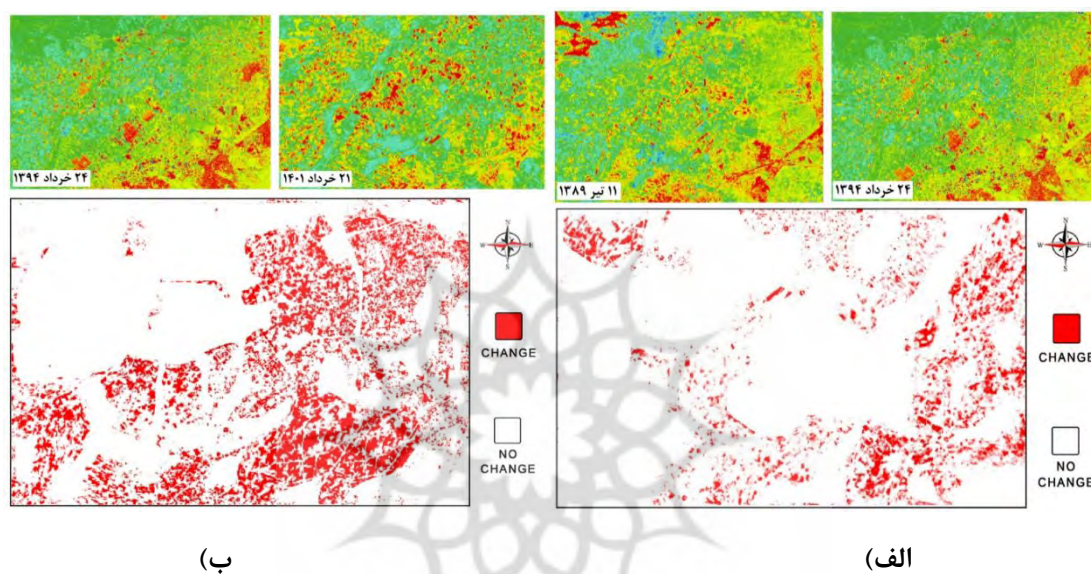 ۲۴ خرداد ۱۳۹۴
۱۱ تیر ۱۳۸۹
۲۱ خرداد ۱۴۰۱
۲۴ خرداد ۱۳۹۴
N
W E
S
CHANGE
NO
CHANGE
N
W E
S
CHANGE
NO
CHANGE
الف)
ب)